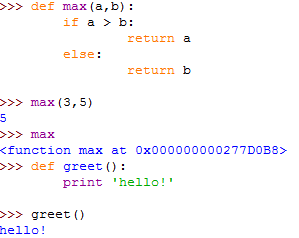 >>> def max(a,b):
        if a > b:
                return a
        else:
                return b

>>> max(3,5)
5
>>> max
<function max at 0x000000000277D0B8>
>>> def greet():
        print 'hello!'

>>> greet()
hello!